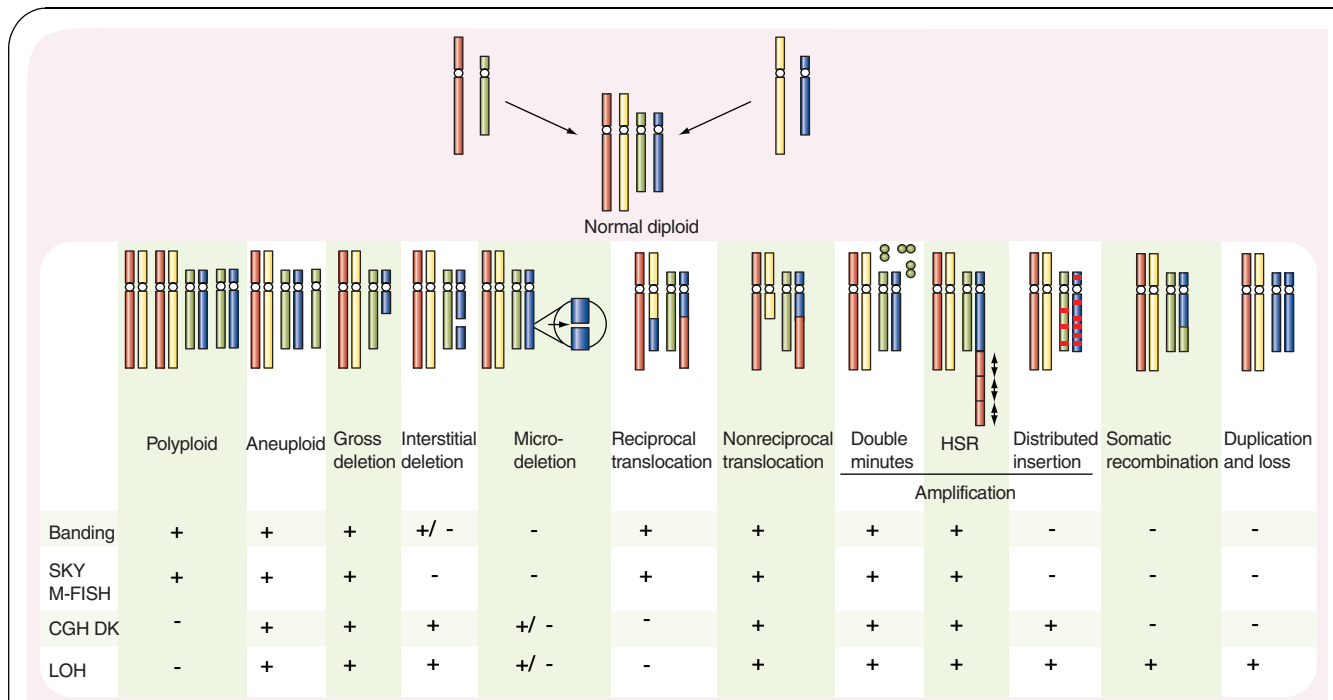 Normal diploid
Polyploid
Aneuploid
Gross
deletion
Interstitial
deletion
Micro-
deletion
Reciprocal
translocation
Nonreciprocal
translocation
Double
minutes
HSR
Distributed
insertion
Somatic
recombination
Duplication
and loss
Amplification
Banding + + + +/ - - + + + + - - -
SKY
M-FISH + + + - - + + + + - - -
CGH DK - + + + +/ - - + + + + - -
LOH - + + + +/ - - + + + + + +